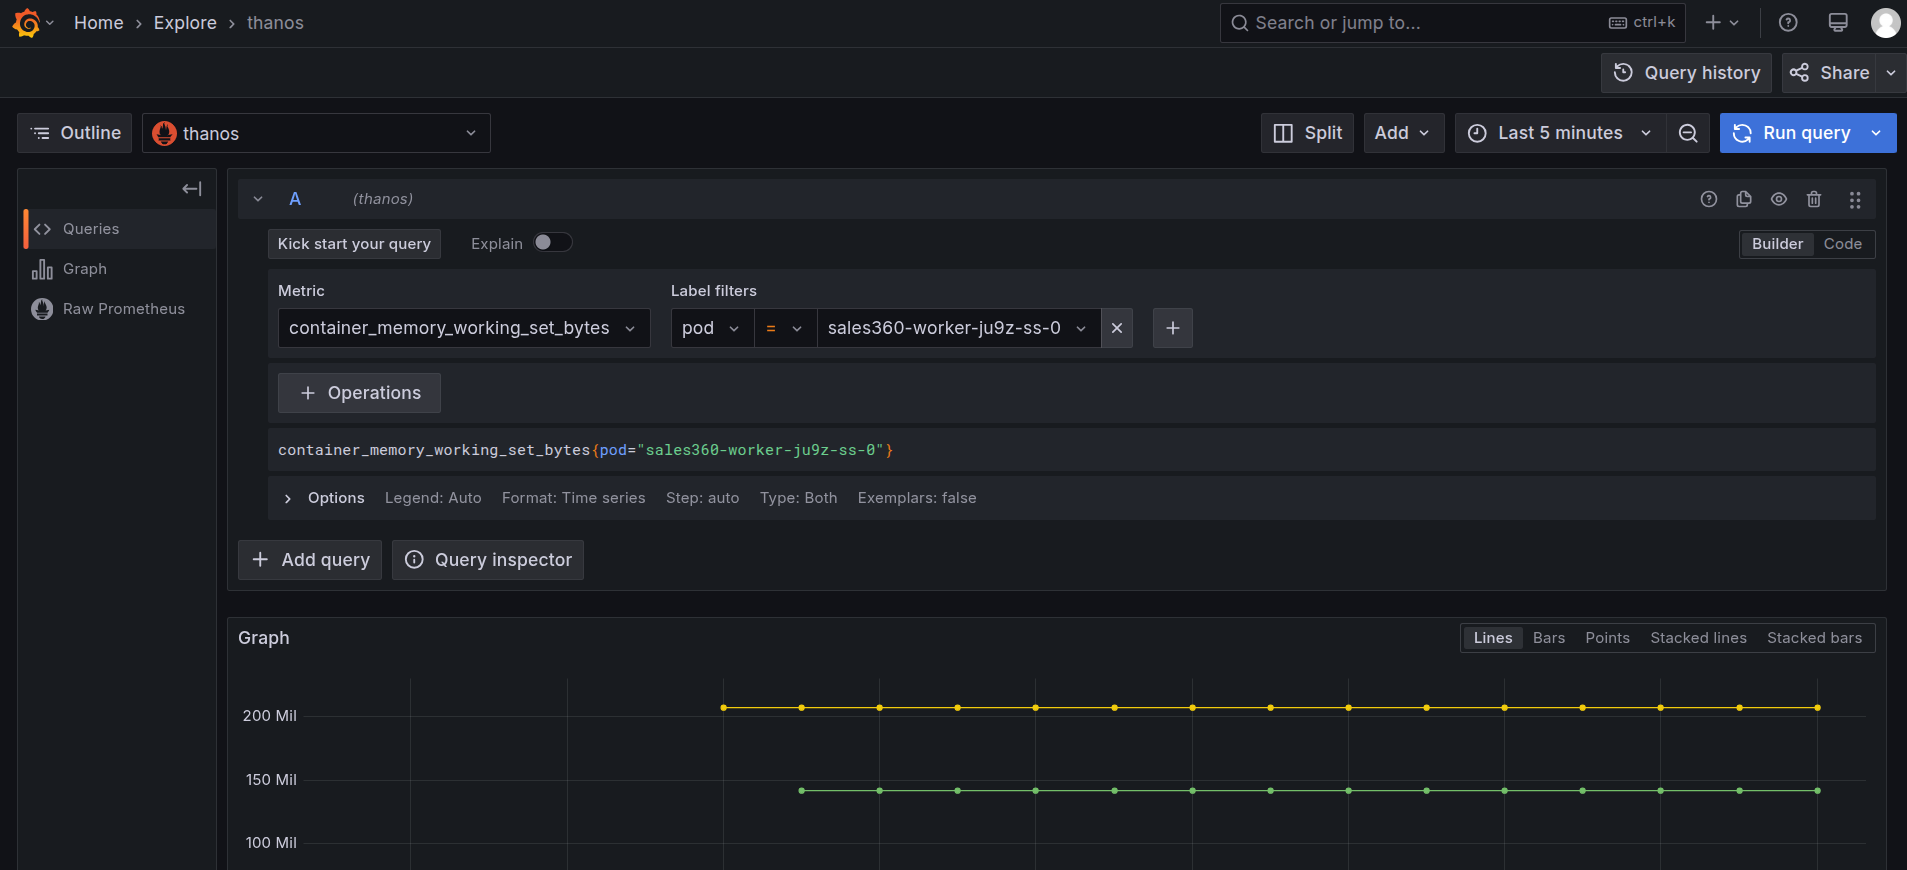 Home › Explore › thanos
Search or jump to... ctrl+k
Query history
Share
Outline
thanos
Split
Add
Last 5 minutes
Run query
Queries
Graph
Raw Prometheus
A (thanos)
Kick start your query
Explain
Builder Code
Metric
Label filters
container_memory_working_set_bytes
pod = sales360-worker-ju9z-ss-0
+ Operations
container_memory_working_set_bytes{pod="sales360-worker-ju9z-ss-0"}
Options Legend: Auto Format: Time series Step: auto Type: Both Exemplars: false
+ Add query
Query inspector
Graph
Lines Bars Points Stacked lines Stacked bars
200 Mil
150 Mil
100 Mil